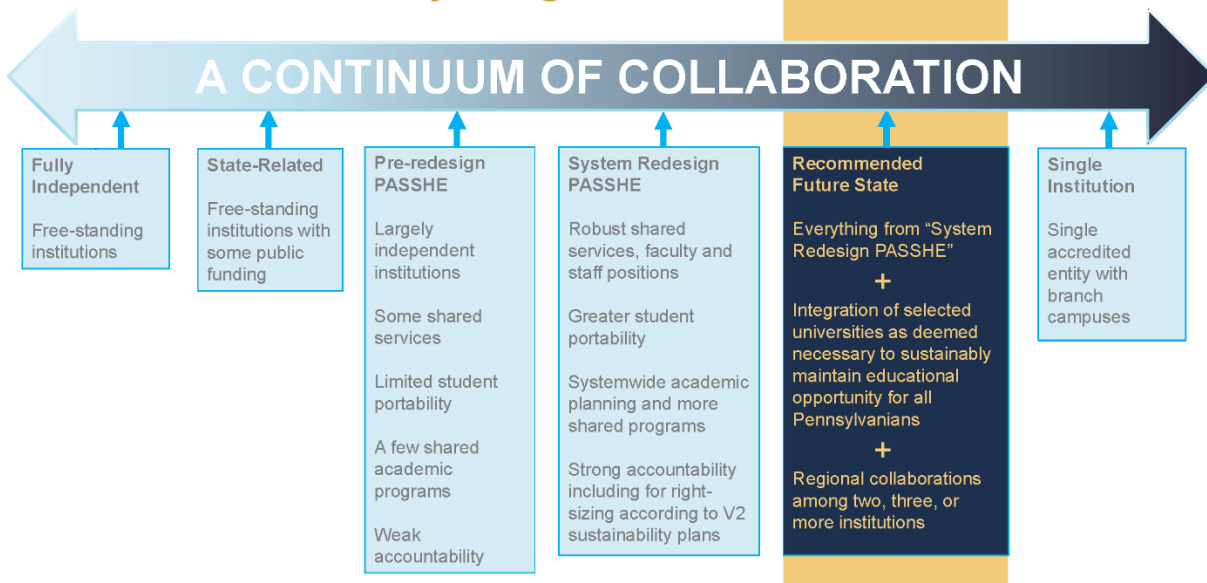 A CONTINUUM OF COLLABORATION
Fully
Independent
Free-standing
institutions
State-Related
Free-standing
institutions with
some public
funding
Pre-redesign
PASSHE
Largely
independent
institutions
Some shared
services
Limited student
portability
A few shared
academic
programs
Weak
accountability
System Redesign
PASSHE
Robust shared
services, faculty and
staff positions
Greater student
portability
Systemwide academic
planning and more
shared programs
Strong accountability
including for right-
sizing according to V2
sustainability plans
Recommended
Future State
Everything from “System
Redesign PASSHE”
+
Integration of selected
universities as deemed
necessary to sustainably
maintain educational
opportunity for all
Pennsylvanians
+
Regional collaborations
among two, three, or
more institutions
Single
Institution
Single
accredited
entity with
branch
campuses